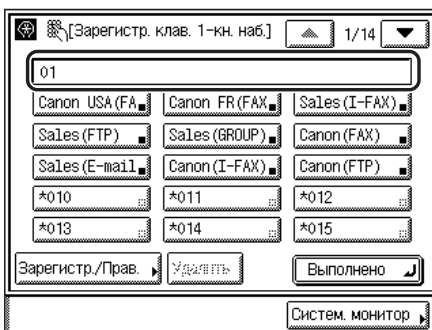 [Зарегистр. клав. 1-кн. наб.] 1/14
01
Canon USA(FA Canon FR(FAX Sales(I-FAX)
Sales(FTP) Sales(GROUP) Canon(FAX)
Sales(E-mail Canon(I-FAX) Canon(FTP)
*010 *011 *012
*013 *014 *015
Зарегистр./Прав. Удалить Выполнено
Систем. монитор